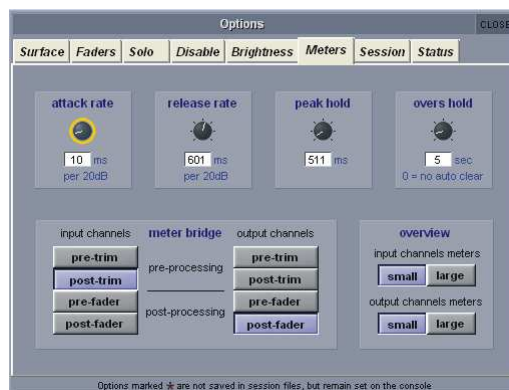 Options CLOSE
Surface Faders Solo Disable Brightness Meters Session Status
attack rate release rate peak hold overs hold
10 ms 601 ms 511 ms 5 sec
per 20dB per 20dB 0 = no auto clear
input channels meter bridge output channels overview
pre-trim pre-trim input channels meters
post-trim pre-processing post-trim small large
pre-fader post-processing pre-fader output channels meters
post-fader post-fader small large
Options marked * are not saved in session files, but remain set on the console